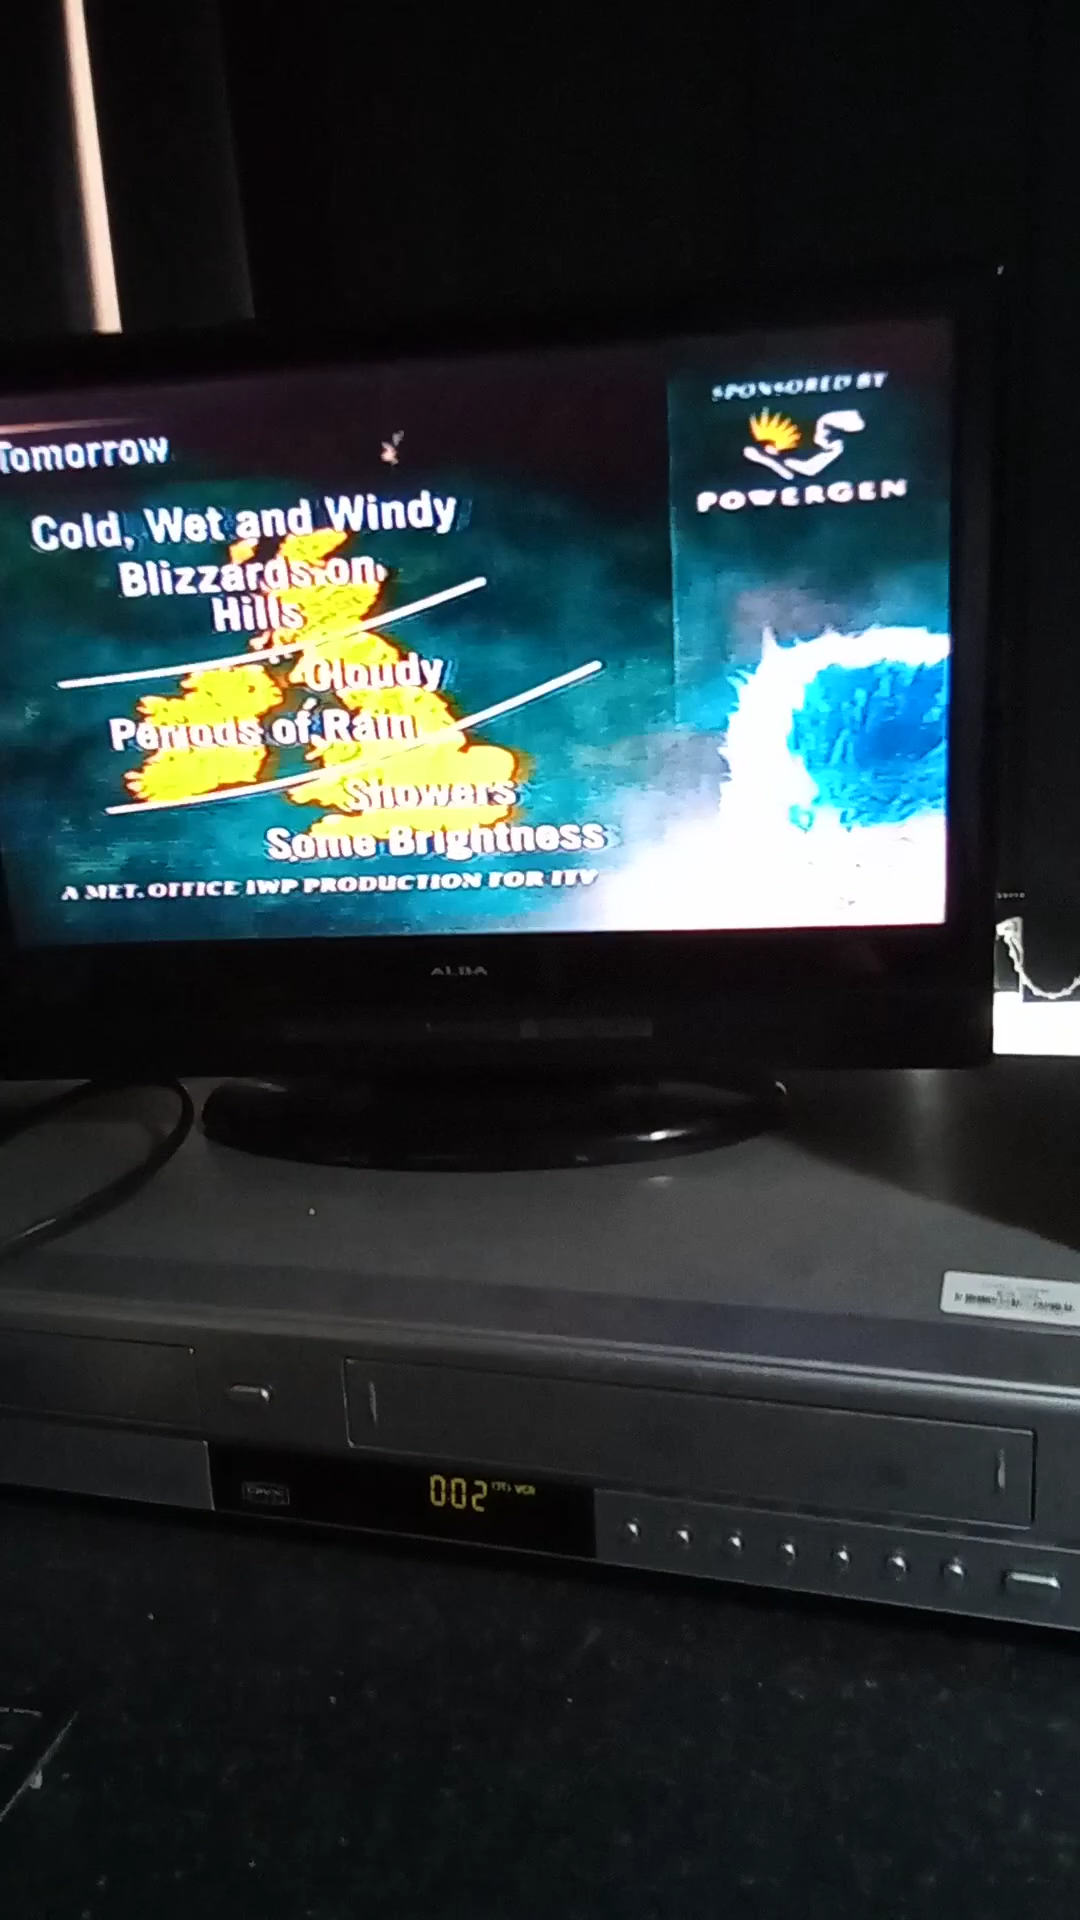 Tomorrow
SPONSORED BY
POWERGEN
Cold, Wet and Windy
Blizzards on
Hills
Cloudy
Periods of Rain
Showers
Some Brightness
A MET. OFFICE IWP PRODUCTION FOR ITV
ALBA
002 VCR